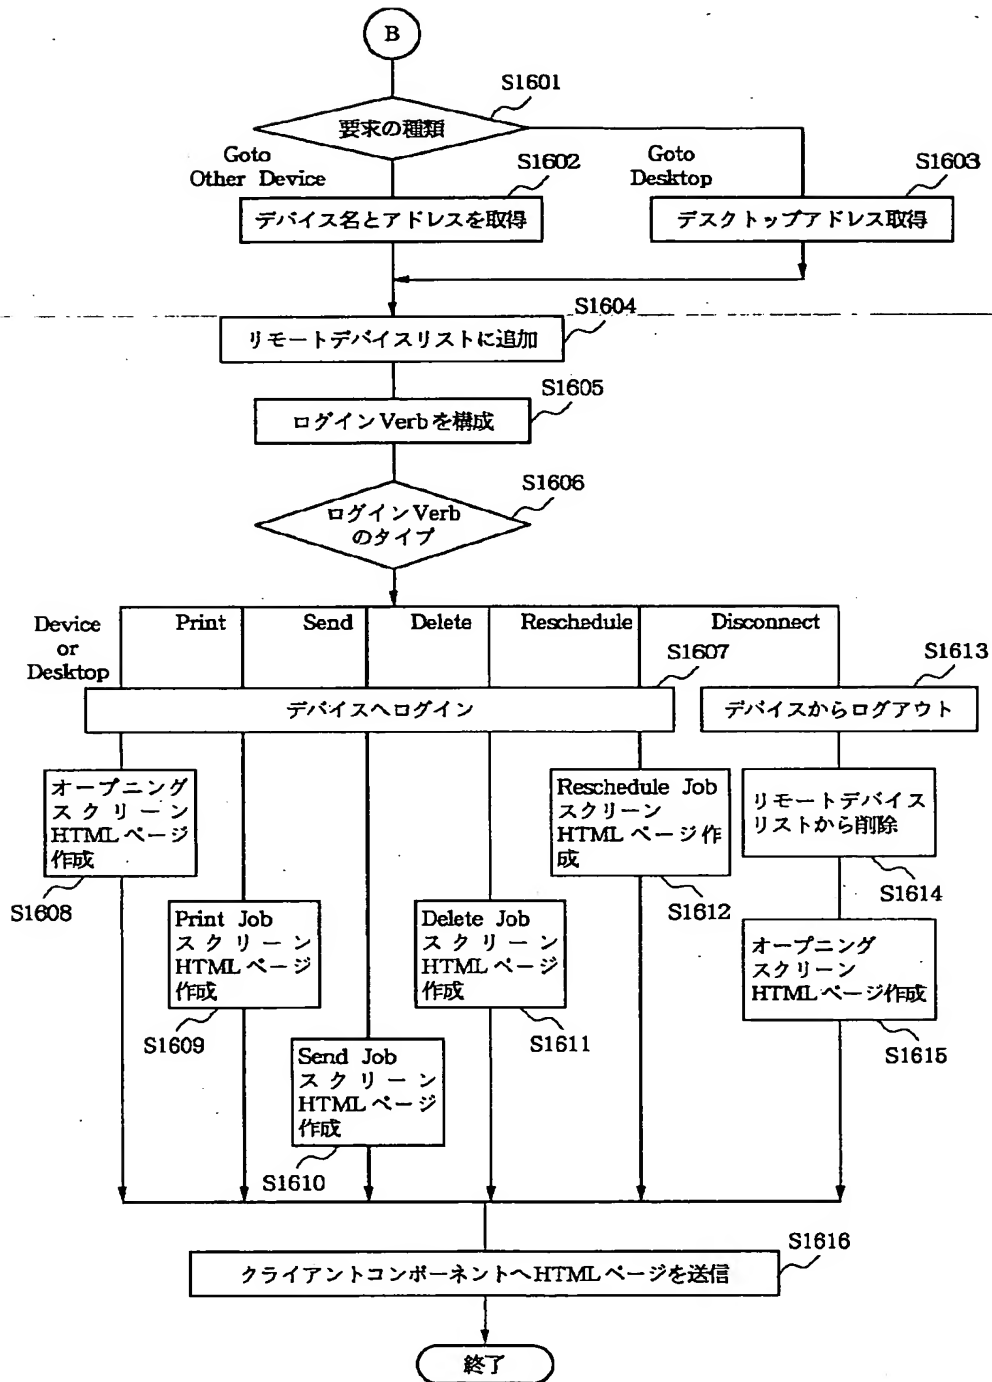 B
S1601
要求の種類
Goto
Other Device
S1602
Goto
Desktop
S1603
デバイス名とアドレスを取得
デスクトップアドレス取得
S1604
リモートデバイスリストに追加
S1605
ログインVerbを構成
S1606
ログインVerb
のタイプ
Device
or
Desktop
Print
Send
Delete
Reschedule
Disconnect
S1607
S1613
デバイスへログイン
デバイスからログアウト
オープニング
スクリーン
HTMLページ
作成
S1608
Reschedule Job
スクリーン
HTMLページ作
成
S1612
リモートデバイス
リストから削除
S1614
Print Job
スクリーン
HTMLページ
作成
S1609
Delete Job
スクリーン
HTMLページ
作成
S1611
オープニング
スクリーン
HTMLページ作成
S1615
Send Job
スクリーン
HTMLページ
作成
S1610
S1616
クライアントコンポーネントへHTMLページを送信
終了